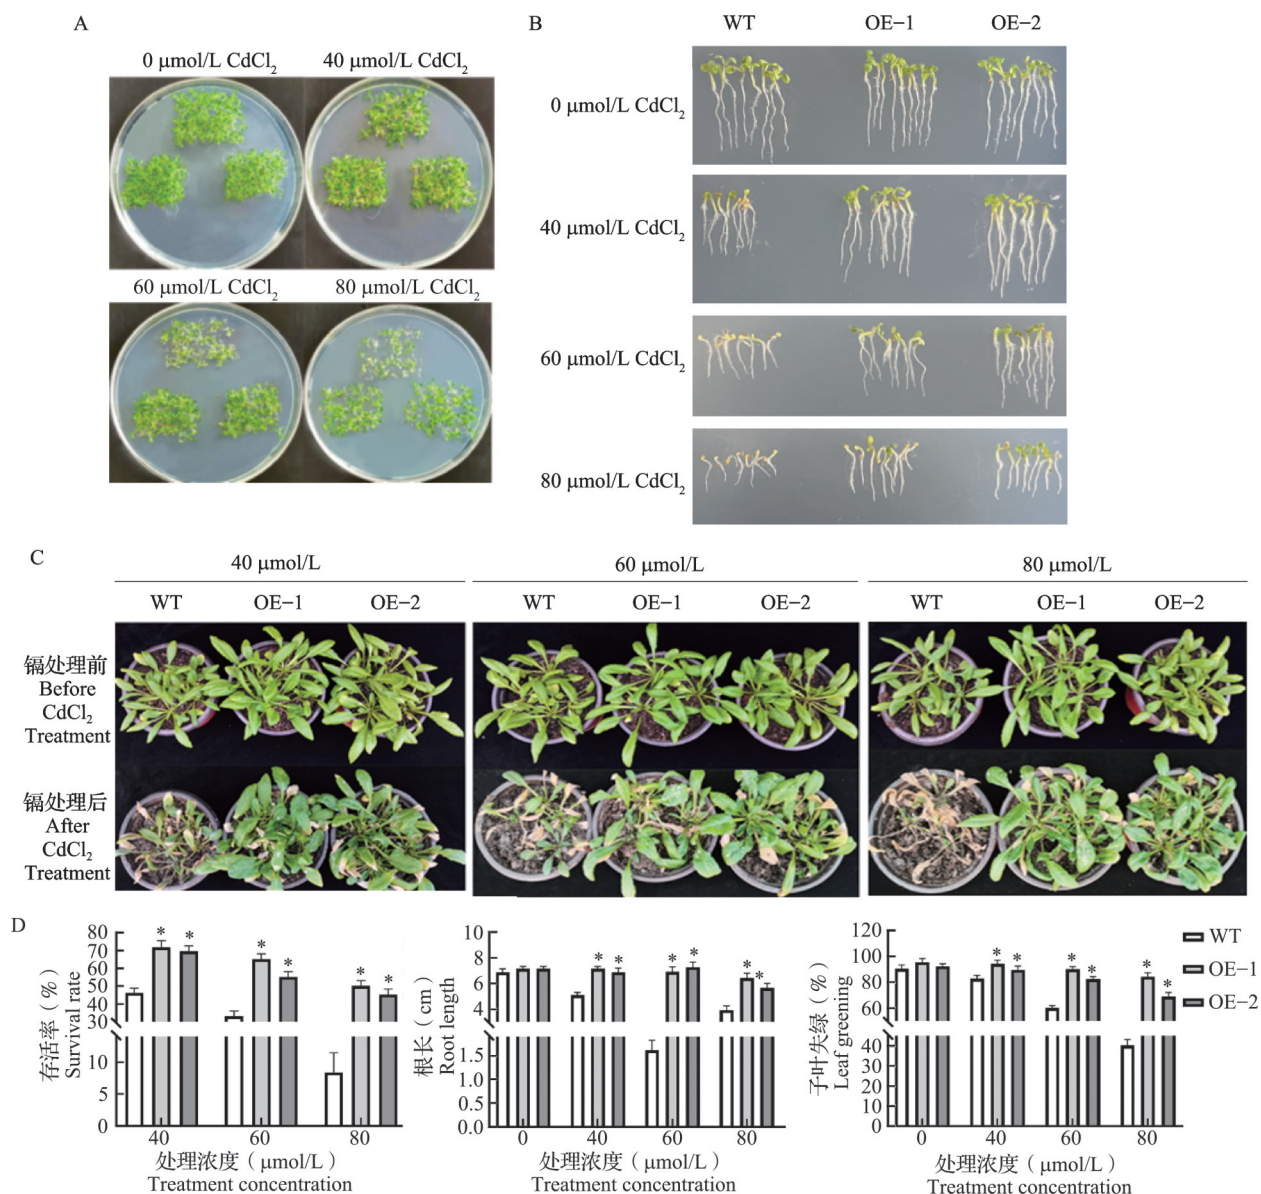 A
0 μmol/L CdCl₂ 40 μmol/L CdCl₂
60 μmol/L CdCl₂ 80 μmol/L CdCl₂
B
WT OE−1 OE−2
0 μmol/L CdCl₂
40 μmol/L CdCl₂
60 μmol/L CdCl₂
80 μmol/L CdCl₂
C
40 μmol/L 60 μmol/L 80 μmol/L
WT OE−1 OE−2 WT OE−1 OE−2 WT OE−1 OE−2
镉处理前
Before
CdCl₂
Treatment
镉处理后
After
CdCl₂
Treatment
D
存活率（%）
Survival rate
80
70
60
50
40
30
10
5
0
40 60 80
处理浓度（μmol/L）
Treatment concentration
根长（cm）
Root length
10
8
6
4
1.5
1.0
0.5
0.0
0 40 60 80
处理浓度（μmol/L）
Treatment concentration
子叶失绿（%）
Leaf greening
120
100
80
60
40
30
20
10
0
0 40 60 80
处理浓度（μmol/L）
Treatment concentration
* * * * * *
* * * * * *
* * * * * *
WT
OE−1
OE−2